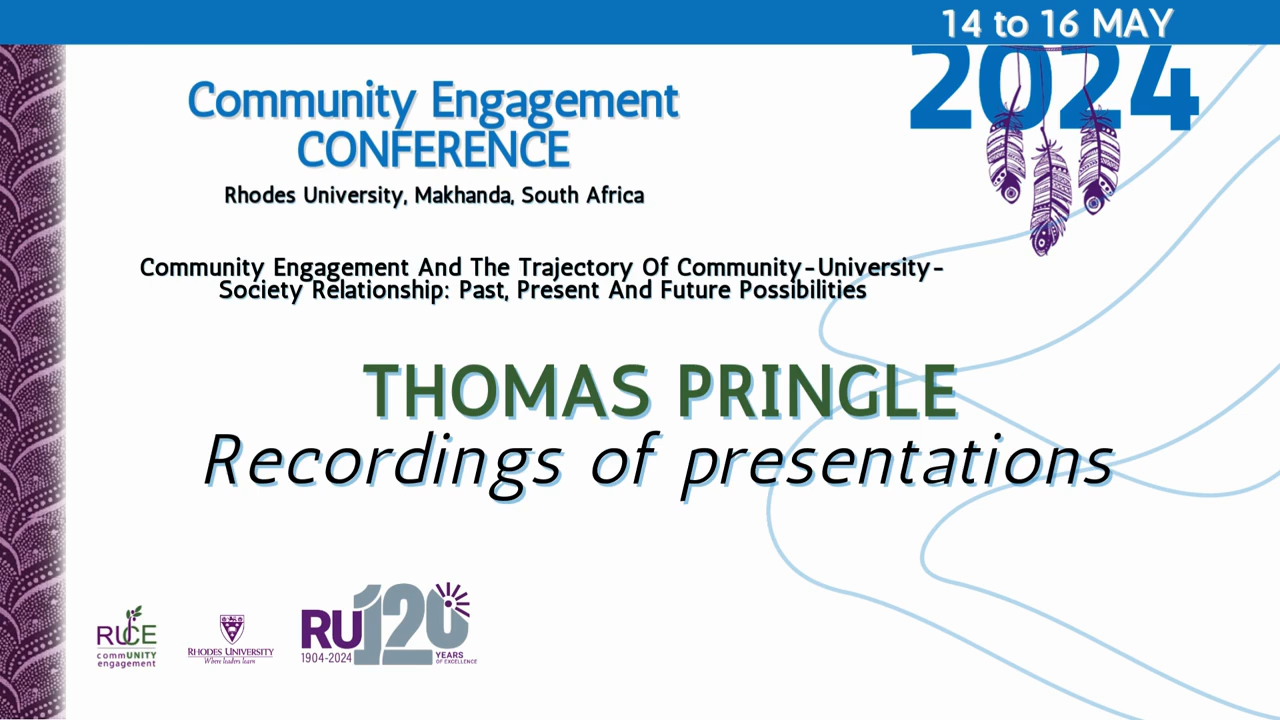 14 to 16 MAY
2024
Community Engagement
CONFERENCE
Rhodes University, Makhanda, South Africa
Community Engagement And The Trajectory Of Community-University-
Society Relationship: Past, Present And Future Possibilities
THOMAS PRINGLE
Recordings of presentations
RUCE
commUNITY
engagement
RHODES UNIVERSITY
Where leaders learn
RU120
1904-2024
YEARS
OF EXCELLENCE